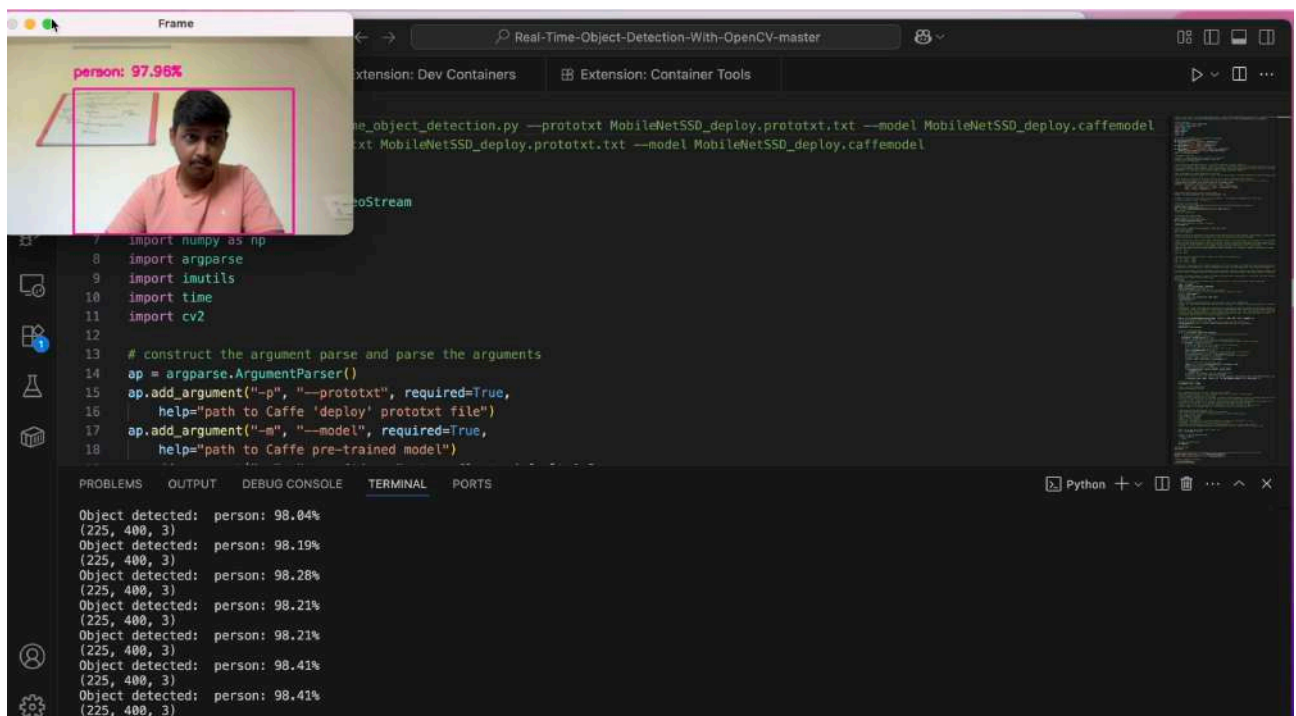 Frame
person: 97.96%
Real-Time-Object-Detection-With-OpenCV-master
xtension: Dev Containers
Extension: Container Tools
me_object_detection.py --prototxt MobileNetSSD_deploy.prototxt.txt --model MobileNetSSD_deploy.caffemodel
txt MobileNetSSD_deploy.prototxt.txt --model MobileNetSSD_deploy.caffemodel
eoStream
7 import numpy as np
8 import argparse
9 import imutils
10 import time
11 import cv2
12
13 # construct the argument parse and parse the arguments
14 ap = argparse.ArgumentParser()
15 ap.add_argument("-p", "--prototxt", required=True,
16 help="path to Caffe 'deploy' prototxt file")
17 ap.add_argument("-m", "--model", required=True,
18 help="path to Caffe pre-trained model")
PROBLEMS OUTPUT DEBUG CONSOLE TERMINAL PORTS
Python
Object detected: person: 98.04%
(225, 400, 3)
Object detected: person: 98.19%
(225, 400, 3)
Object detected: person: 98.28%
(225, 400, 3)
Object detected: person: 98.21%
(225, 400, 3)
Object detected: person: 98.21%
(225, 400, 3)
Object detected: person: 98.41%
(225, 400, 3)
Object detected: person: 98.41%
(225, 400, 3)
1